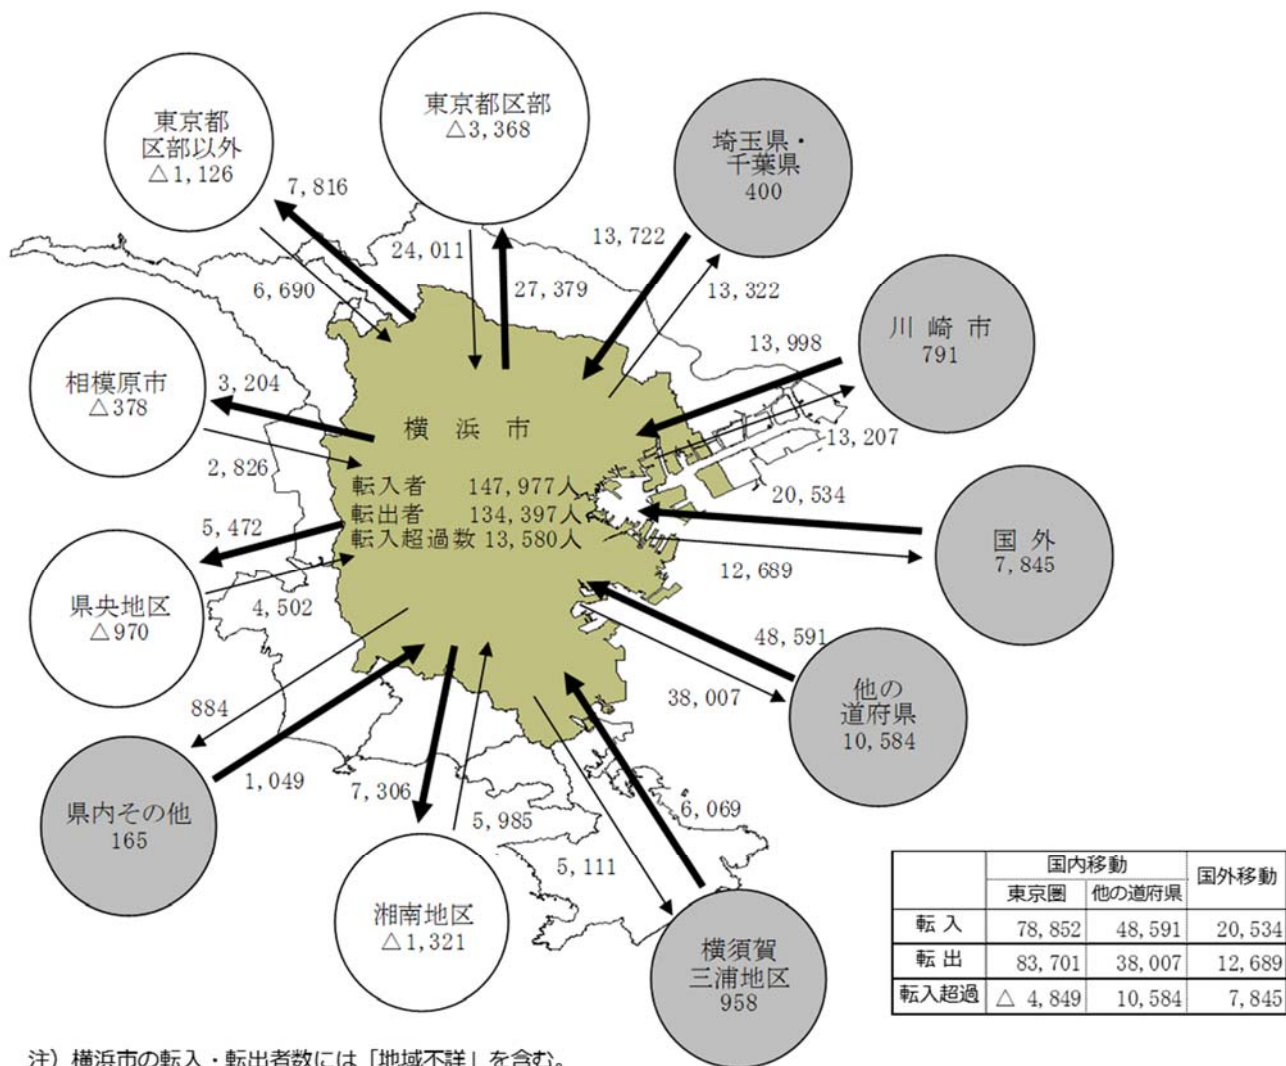 東京都
区部以外
△1,126
東京都区部
△3,368
埼玉県・
千葉県
400
7,816
6,690
24,011
27,379
13,722
13,322
川崎市
791
13,998
13,207
相模原市
△378
3,204
2,826
横浜市
転入者 147,977人
転出者 134,397人
転入超過数 13,580人
20,534
12,689
国外
7,845
5,472
4,502
県央地区
△970
48,591
38,007
他の
道府県
10,584
884
1,049
県内その他
165
7,306
5,985
湘南地区
△1,321
5,111
6,069
横須賀
三浦地区
958
国内移動 国外移動
東京圏 他の道府県
転入 78,852 48,591 20,534
転出 83,701 38,007 12,689
転入超過 △ 4,849 10,584 7,845
注）横浜市の転入・転出者数には「地域不詳」を含む。